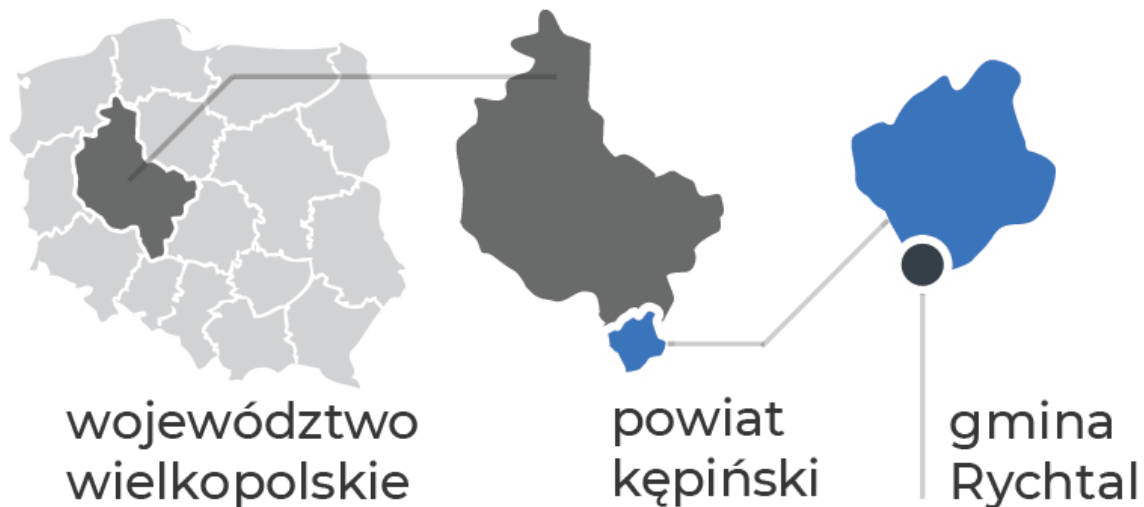 województwo
wielkopolskie
powiat
kępiński
gmina
Rychtal